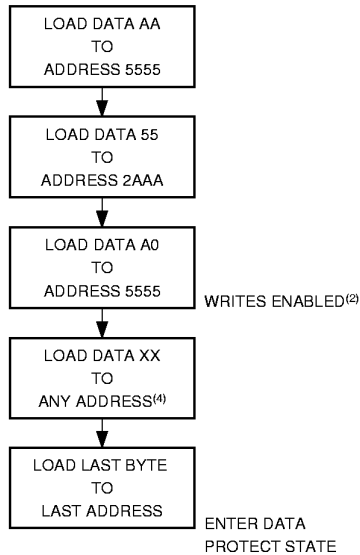 LOAD DATA AA
TO
ADDRESS 5555
LOAD DATA 55
TO
ADDRESS 2AAA
LOAD DATA A0
TO
ADDRESS 5555
WRITES ENABLED(2)
LOAD DATA XX
TO
ANY ADDRESS(4)
LOAD LAST BYTE
TO
LAST ADDRESS
ENTER DATA
PROTECT STATE